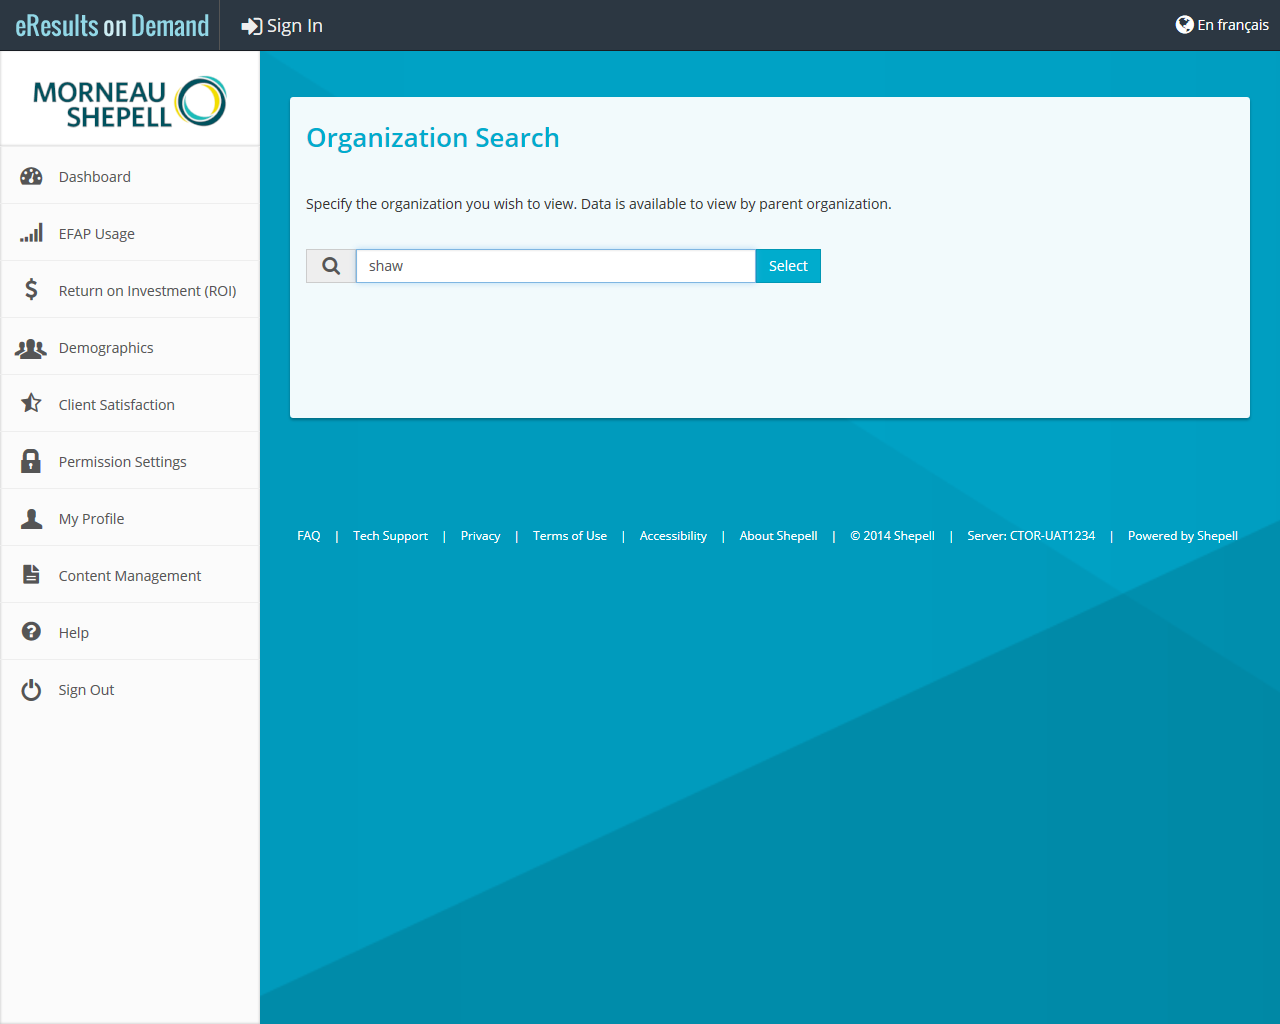 eResults on Demand
Sign In
En français
MORNEAU
SHEPELL
Dashboard
EFAP Usage
Return on Investment (ROI)
Demographics
Client Satisfaction
Permission Settings
My Profile
Content Management
Help
Sign Out
Organization Search
Specify the organization you wish to view. Data is available to view by parent organization.
shaw Select
FAQ | Tech Support | Privacy | Terms of Use | Accessibility | About Shepell | © 2014 Shepell | Server: CTOR-UAT1234 | Powered by Shepell